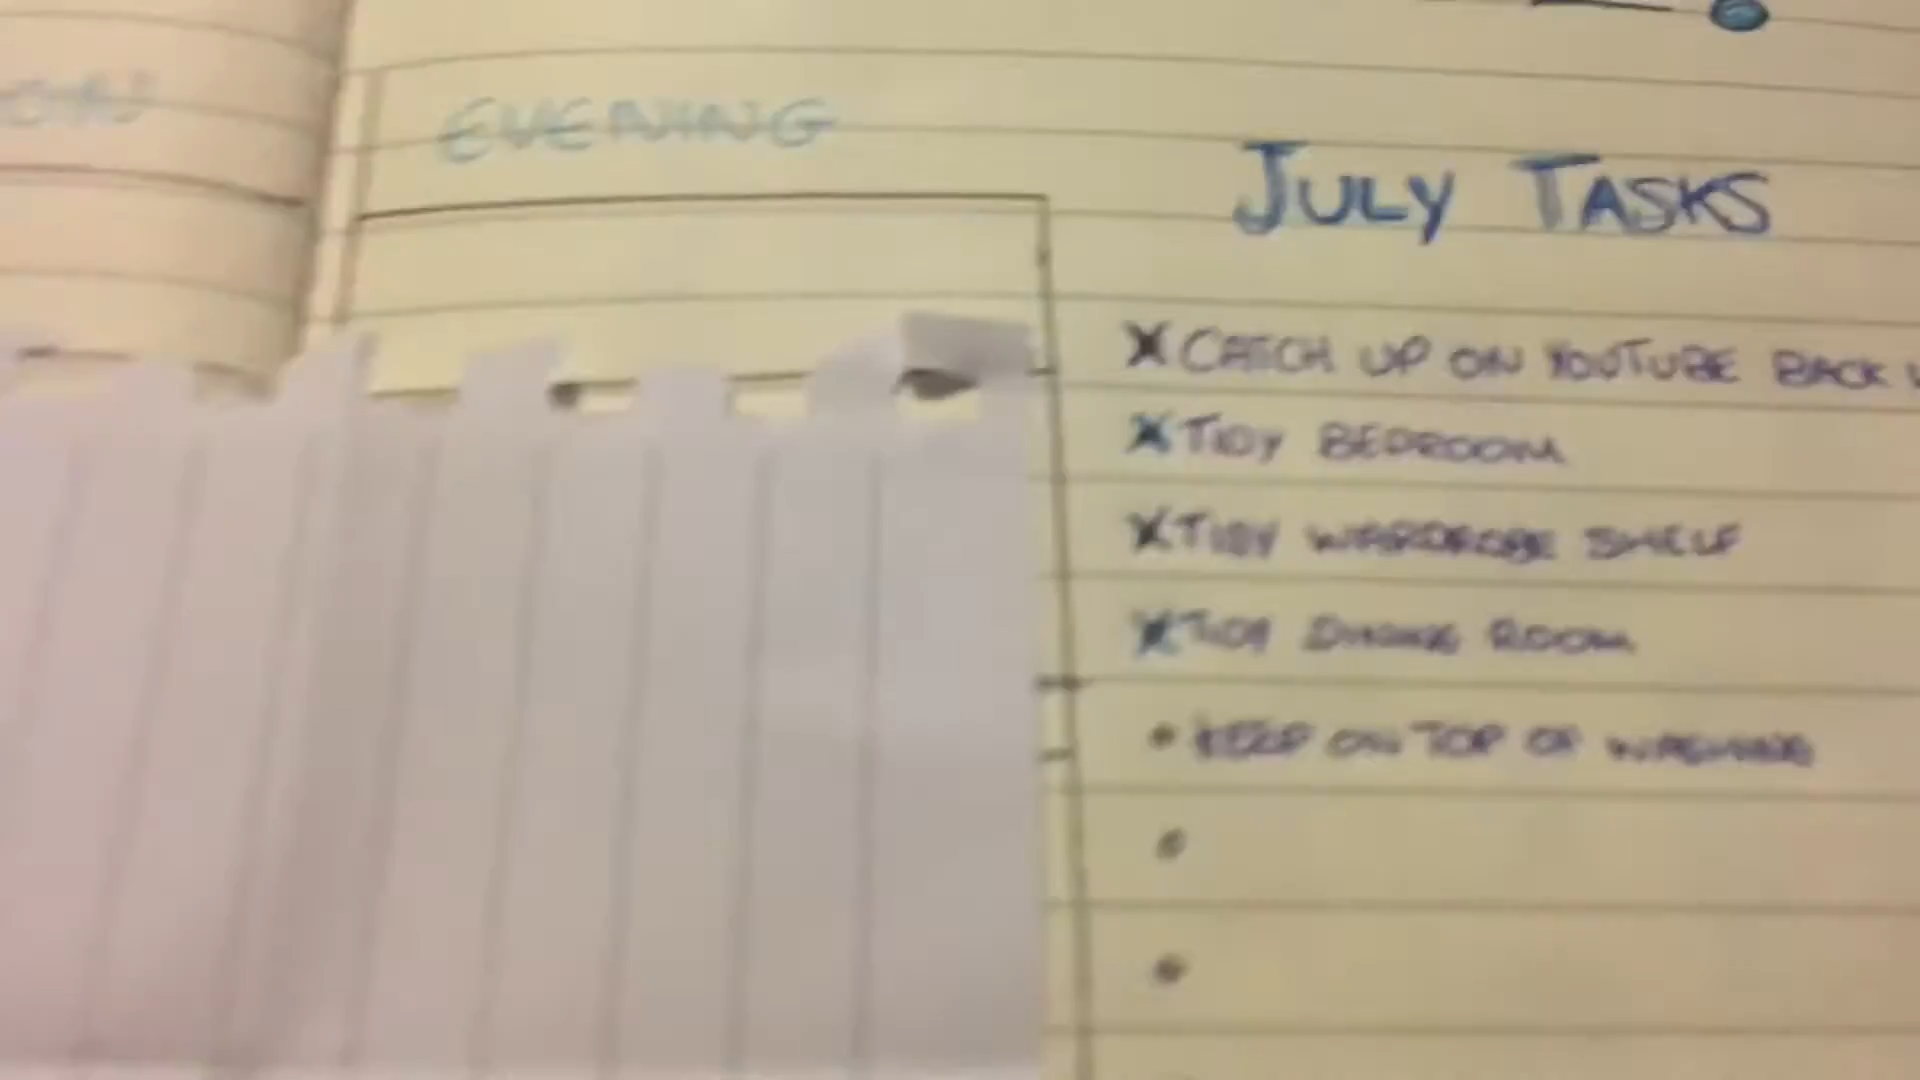 EVENING
JULY TASKS
X CATCH UP ON YOUTUBE BACK
X TIDY BEDROOM
X TIDY WARDROBE SHELF
X TIDY DINING ROOM
• KEEP ON TOP OF WASHING
•
•